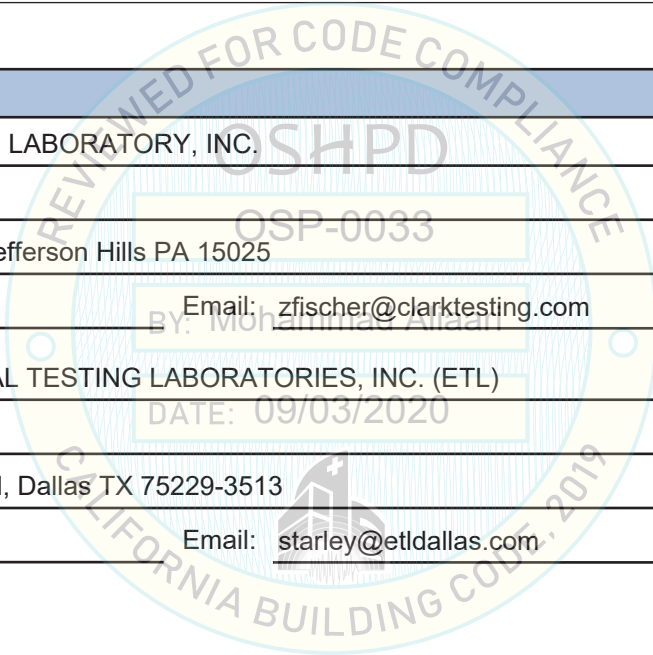 REVIEWED FOR CODE COMPLIANCE
LABORATORY, INC.
OSHPD
OSP-0033
efferson Hills PA 15025
Email: zfischer@clarktesting.com
BY: Mohammad
AL TESTING LABORATORIES, INC. (ETL)
DATE: 09/03/2020
, Dallas TX 75229-3513
Email: starley@etldallas.com
CALIFORNIA BUILDING CODE, 2019